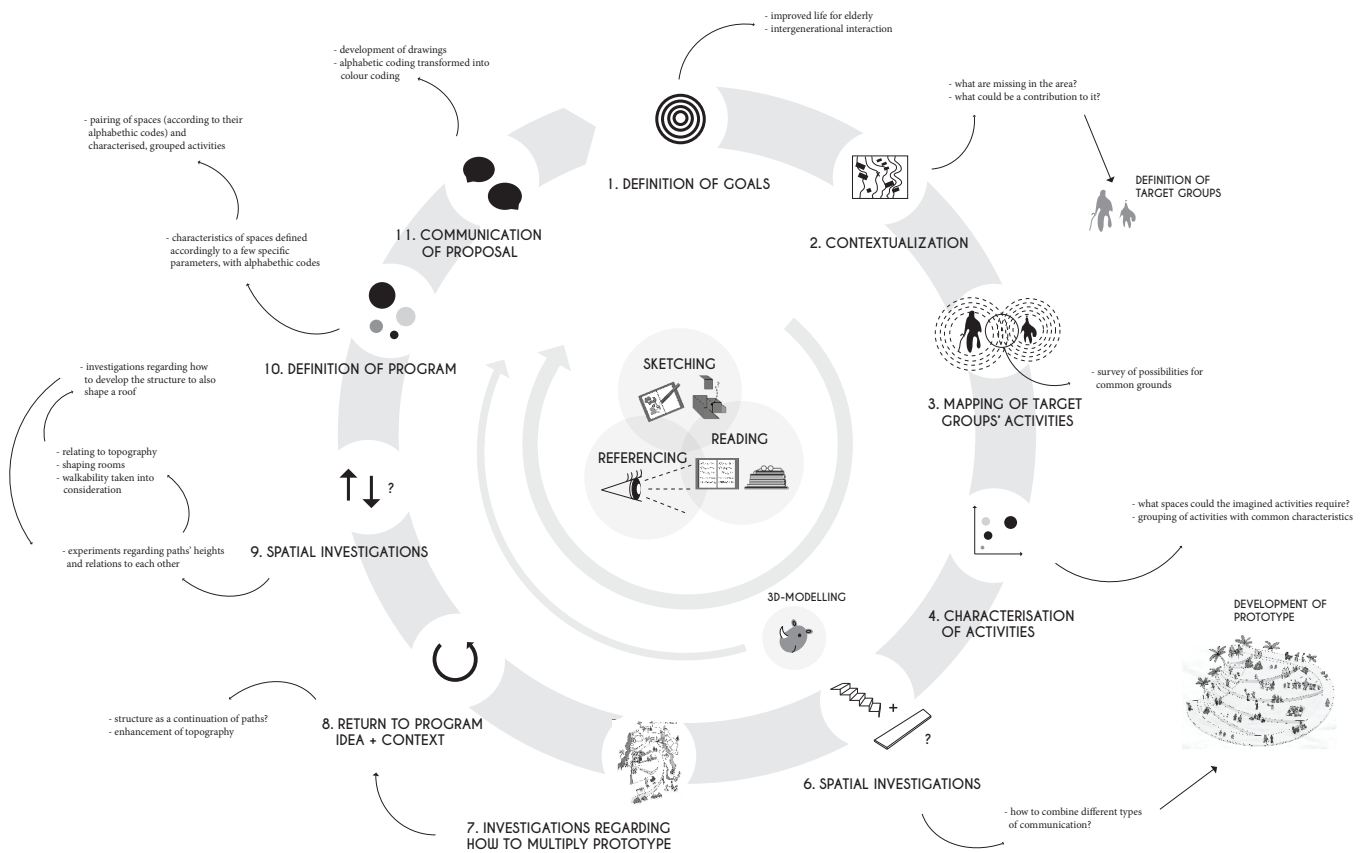 - improved life for elderly
- intergenerational interaction
1. DEFINITION OF GOALS
- what are missing in the area?
- what could be a contribution to it?
DEFINITION OF
TARGET GROUPS
2. CONTEXTUALIZATION
- survey of possibilities for
common grounds
3. MAPPING OF TARGET
GROUPS' ACTIVITIES
- what spaces could the imagined activities require?
- grouping of activities with common characteristics
4. CHARACTERISATION
OF ACTIVITIES
DEVELOPMENT OF
PROTOTYPE
+
?
6. SPATIAL INVESTIGATIONS
- how to combine different types
of communication?
7. INVESTIGATIONS REGARDING
HOW TO MULTIPLY PROTOTYPE
8. RETURN TO PROGRAM
IDEA + CONTEXT
- structure as a continuation of paths?
- enhancement of topography
?
9. SPATIAL INVESTIGATIONS
- experiments regarding paths' heights
and relations to each other
- relating to topography
- shaping rooms
- walkability taken into
consideration
- investigations regarding how
to develop the structure to also
shape a roof
10. DEFINITION OF PROGRAM
- characteristics of spaces defined
accordingly to a few specific
parameters, with alphabethic codes
- pairing of spaces (according to their
alphabethic codes) and
characterised, grouped activities
11. COMMUNICATION
OF PROPOSAL
- development of drawings
- alphabetic coding transformed into
colour coding
SKETCHING
READING
REFERENCING
3D-MODELLING